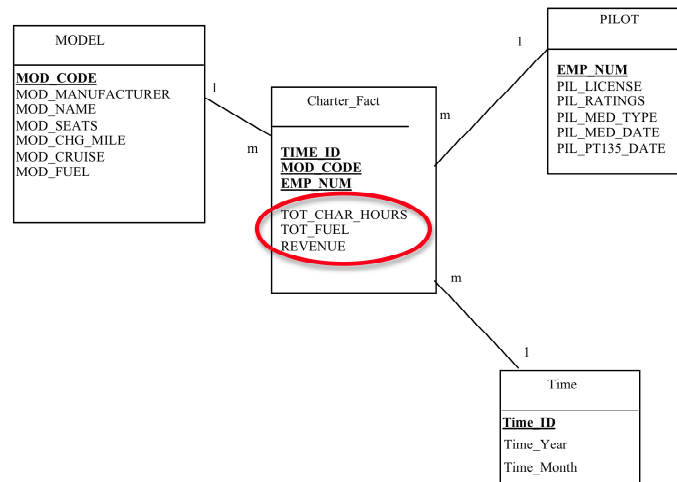 MODEL
MOD_CODE
MOD_MANUFACTURER
MOD_NAME
MOD_SEATS
MOD_CHG_MILE
MOD_CRUISE
MOD_FUEL
1
m
Charter_Fact
TIME_ID
MOD_CODE
EMP_NUM
TOT_CHAR_HOURS
TOT_FUEL
REVENUE
m
1
PILOT
EMP_NUM
PIL_LICENSE
PIL_RATINGS
PIL_MED_TYPE
PIL_MED_DATE
PIL_PT135_DATE
m
1
Time
Time_ID
Time_Year
Time_Month